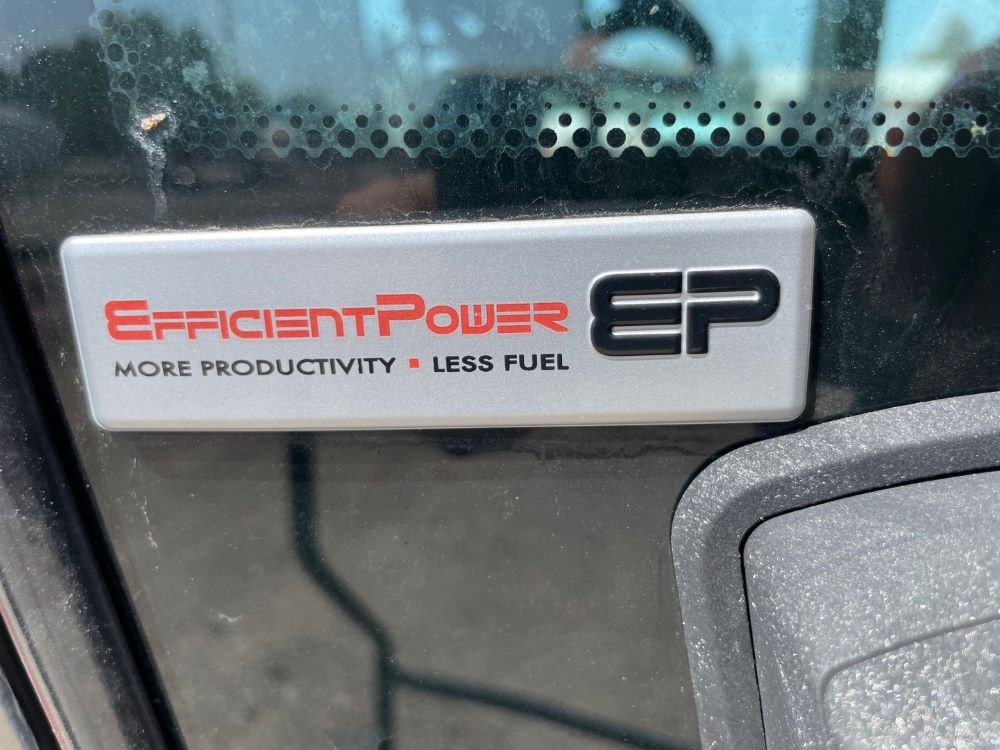 EFFICIENTPOWER EP
MORE PRODUCTIVITY ▪ LESS FUEL